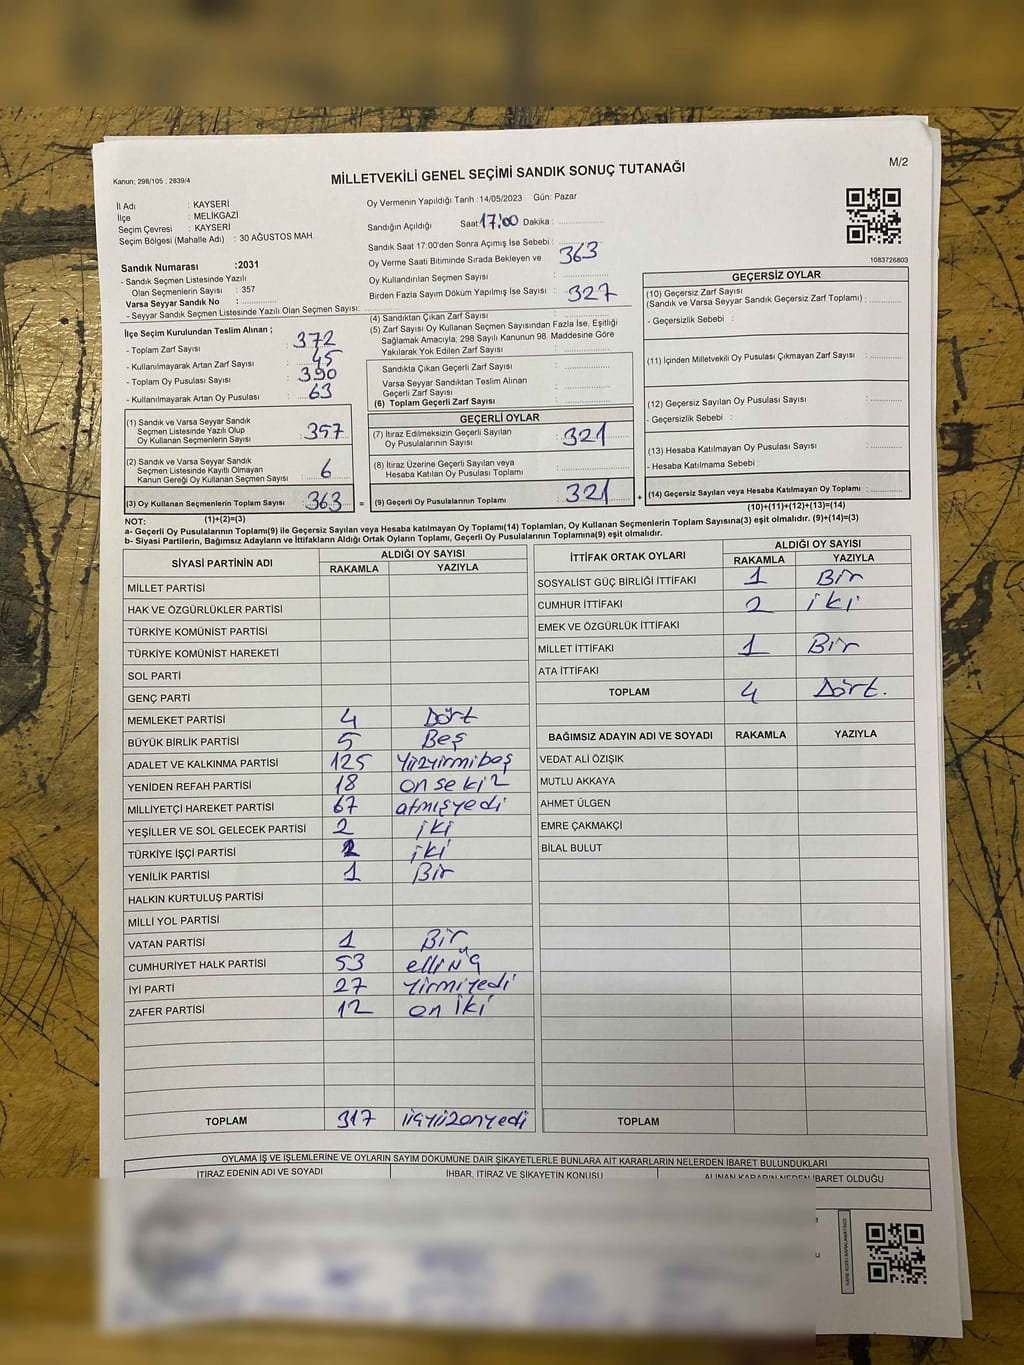 Kanun; 298/105 , 2839/4
MİLLETVEKİLİ GENEL SEÇİMİ SANDIK SONUÇ TUTANAĞI
M/2
İl Adı : KAYSERİ
İlçe : MELİKGAZİ
Seçim Çevresi : KAYSERİ
Seçim Bölgesi (Mahalle Adı) : 30 AĞUSTOS MAH.
Sandık Numarası :2031
- Sandık Seçmen Listesinde Yazılı
Olan Seçmenlerin Sayısı : 357
Varsa Seyyar Sandık No :
- Seyyar Sandık Seçmen Listesinde Yazılı Olan Seçmen Sayısı:
Oy Vermenin Yapıldığı Tarih :14/05/2023 Gün: Pazar
Sandığın Açıldığı Saat: 17:00 Dakika :
Sandık Saat 17:00'den Sonra Açımış İse Sebebi :
Oy Verme Saati Bitiminde Sırada Bekleyen ve
Oy Kullandırılan Seçmen Sayısı : 363
Birden Fazla Sayım Döküm Yapılmış İse Sayısı :
1083726803
İlçe Seçim Kurulundan Teslim Alınan ;
- Toplam Zarf Sayısı : 372
- Kullanılmayarak Artan Zarf Sayısı : 45
- Toplam Oy Pusulası Sayısı : 390
- Kullanılmayarak Artan Oy Pusulası : 63
(4) Sandıktan Çıkan Zarf Sayısı : 327
(5) Zarf Sayısı Oy Kullanan Seçmen Sayısından Fazla İse, Eşitliği
Sağlamak Amacıyla; 298 Sayılı Kanunun 98. Maddesine Göre
Yakılarak Yok Edilen Zarf Sayısı :
Sandıkta Çıkan Geçerli Zarf Sayısı :
Varsa Seyyar Sandıktan Teslim Alınan
Geçerli Zarf Sayısı :
(6) Toplam Geçerli Zarf Sayısı :
GEÇERSİZ OYLAR
(10) Geçersiz Zarf Sayısı
(Sandık ve Varsa Seyyar Sandık Geçersiz Zarf Toplamı) :
- Geçersizlik Sebebi :
(11) İçinden Milletvekili Oy Pusulası Çıkmayan Zarf Sayısı :
(12) Geçersiz Sayılan Oy Pusulası Sayısı :
- Geçersizlik Sebebi :
(13) Hesaba Katılmayan Oy Pusulası Sayısı :
- Hesaba Katılmama Sebebi :
(14) Geçersiz Sayılan veya Hesaba Katılmayan Oy Toplamı :
(10)+(11)+(12)+(13)=(14)
(1) Sandık ve Varsa Seyyar Sandık
Seçmen Listesinde Yazılı Olup
Oy Kullanan Seçmenlerin Sayısı : 357
(2) Sandık ve Varsa Seyyar Sandık
Seçmen Listesinde Kayıtlı Olmayan
Kanun Gereği Oy Kullanan Seçmen Sayısı : 6
(3) Oy Kullanan Seçmenlerin Toplam Sayısı : 363 =
(1)+(2)=(3)
GEÇERLİ OYLAR
(7) İtiraz Edilmeksizin Geçerli Sayılan
Oy Pusulalarının Sayısı : 321
(8) İtiraz Üzerine Geçerli Sayılan veya
Hesaba Katılan Oy Pusulası Toplamı :
(9) Geçerli Oy Pusulalarının Toplamı : 321 +
NOT:
a- Geçerli Oy Pusulalarının Toplamı(9) ile Geçersiz Sayılan veya Hesaba katılmayan Oy Toplamı(14) Toplamları, Oy Kullanan Seçmenlerin Toplam Sayısına(3) eşit olmalıdır. (9)+(14)=(3)
b- Siyasi Partilerin, Bağımsız Adayların ve İttifakların Aldığı Ortak Oyların Toplamı, Geçerli Oy Pusulalarının Toplamına(9) eşit olmalıdır.
SİYASİ PARTİNİN ADI ALDIĞI OY SAYISI
RAKAMLA YAZIYLA
MİLLET PARTİSİ
HAK VE ÖZGÜRLÜKLER PARTİSİ
TÜRKİYE KOMÜNİST PARTİSİ
TÜRKİYE KOMÜNİST HAREKETİ
SOL PARTİ
GENÇ PARTİ
MEMLEKET PARTİSİ 4 Dört
BÜYÜK BİRLİK PARTİSİ 5 Beş
ADALET VE KALKINMA PARTİSİ 125 Yüzyirmibeş
YENİDEN REFAH PARTİSİ 18 on sekiz
MİLLİYETÇİ HAREKET PARTİSİ 67 atmışyedi
YEŞİLLER VE SOL GELECEK PARTİSİ 2 iki
TÜRKİYE İŞÇİ PARTİSİ 2 iki
YENİLİK PARTİSİ 1 Bir
HALKIN KURTULUŞ PARTİSİ
MİLLİ YOL PARTİSİ
VATAN PARTİSİ 1 Bir
CUMHURİYET HALK PARTİSİ 53 elli üç
İYİ PARTİ 27 Yirmiyedi
ZAFER PARTİSİ 12 on iki
TOPLAM 317 üçyüzonyedi
İTTİFAK ORTAK OYLARI ALDIĞI OY SAYISI
RAKAMLA YAZIYLA
SOSYALİST GÜÇ BİRLİĞİ İTTİFAKI 1 Bir
CUMHUR İTTİFAKI 2 iki
EMEK VE ÖZGÜRLÜK İTTİFAKI
MİLLET İTTİFAKI 1 Bir
ATA İTTİFAKI
TOPLAM 4 Dört.
BAĞIMSIZ ADAYIN ADI VE SOYADI RAKAMLA YAZIYLA
VEDAT ALİ ÖZIŞIK
MUTLU AKKAYA
AHMET ÜLGEN
EMRE ÇAKMAKÇİ
BİLAL BULUT
TOPLAM
OYLAMA İŞ VE İŞLEMLERİNE VE OYLARIN SAYIM DÖKÜMÜNE DAİR ŞİKAYETLERLE BUNLARA AİT KARARLARIN NELERDEN İBARET BULUNDUKLARI
İTİRAZ EDENİN ADI VE SOYADI İHBAR, İTİRAZ VE ŞİKAYETİN KONUSU ALINAN KARARIN NEDEN İBARET OLDUĞU